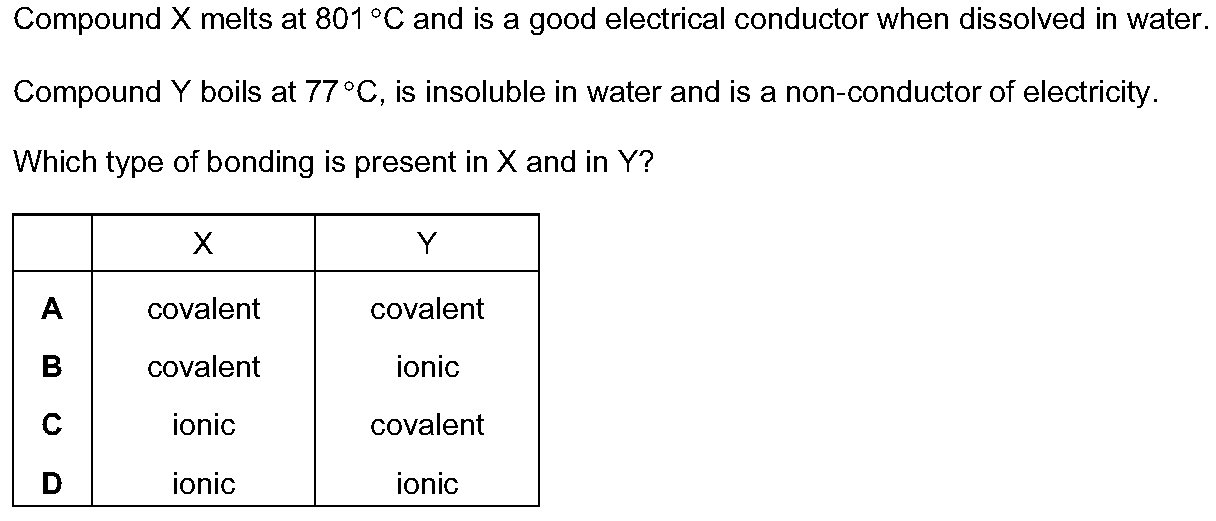 Compound X melts at 801 °C and is a good electrical conductor when dissolved in water.
Compound Y boils at 77 °C, is insoluble in water and is a non-conductor of electricity.
Which type of bonding is present in X and in Y?
X Y
A covalent covalent
B covalent ionic
C ionic covalent
D ionic ionic